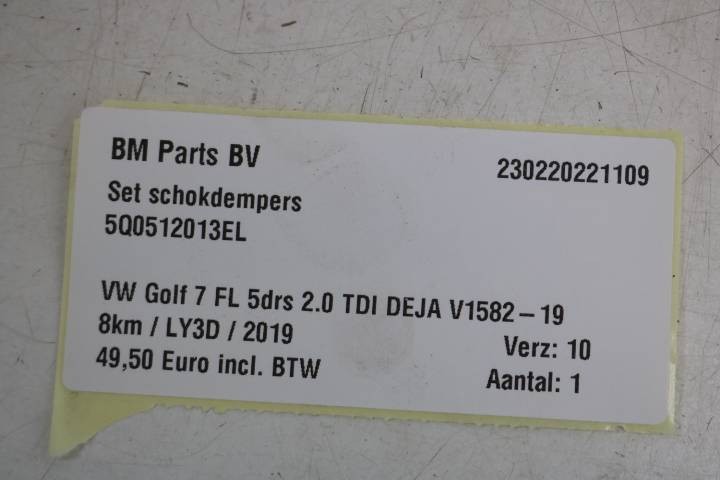 BM Parts BV
230220221109
Set schokdempers
5Q0512013EL
VW Golf 7 FL 5drs 2.0 TDI DEJA V1582 – 19
8km / LY3D / 2019
Verz: 10
49,50 Euro incl. BTW
Aantal: 1